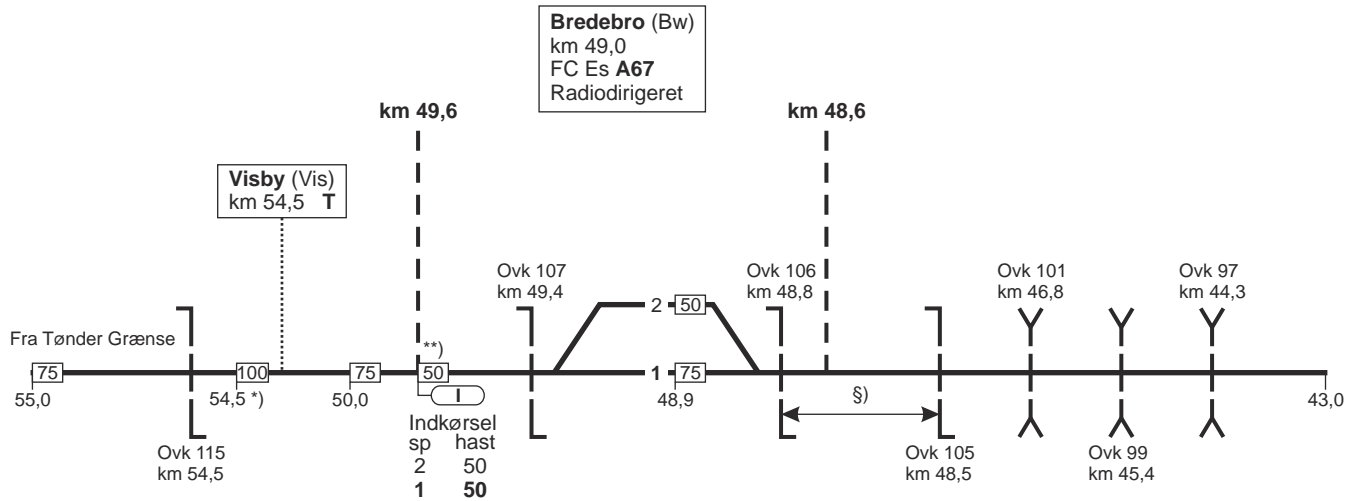 Bredebro (Bw)
km 49,0
FC Es A67
Radiodirigeret
km 49,6
km 48,6
Visby (Vis)
km 54,5 T
Ovk 107
km 49,4
Ovk 106
km 48,8
Ovk 101
km 46,8
Ovk 97
km 44,3
2 50
Fra Tønder Grænse
**)
75
100
75
50
1 75
55,0
54,5 *)
50,0
I
48,9
§)
43,0
Indkørsel
sp hast
2 50
1 50
Ovk 115
km 54,5
Ovk 105
km 48,5
Ovk 99
km 45,4